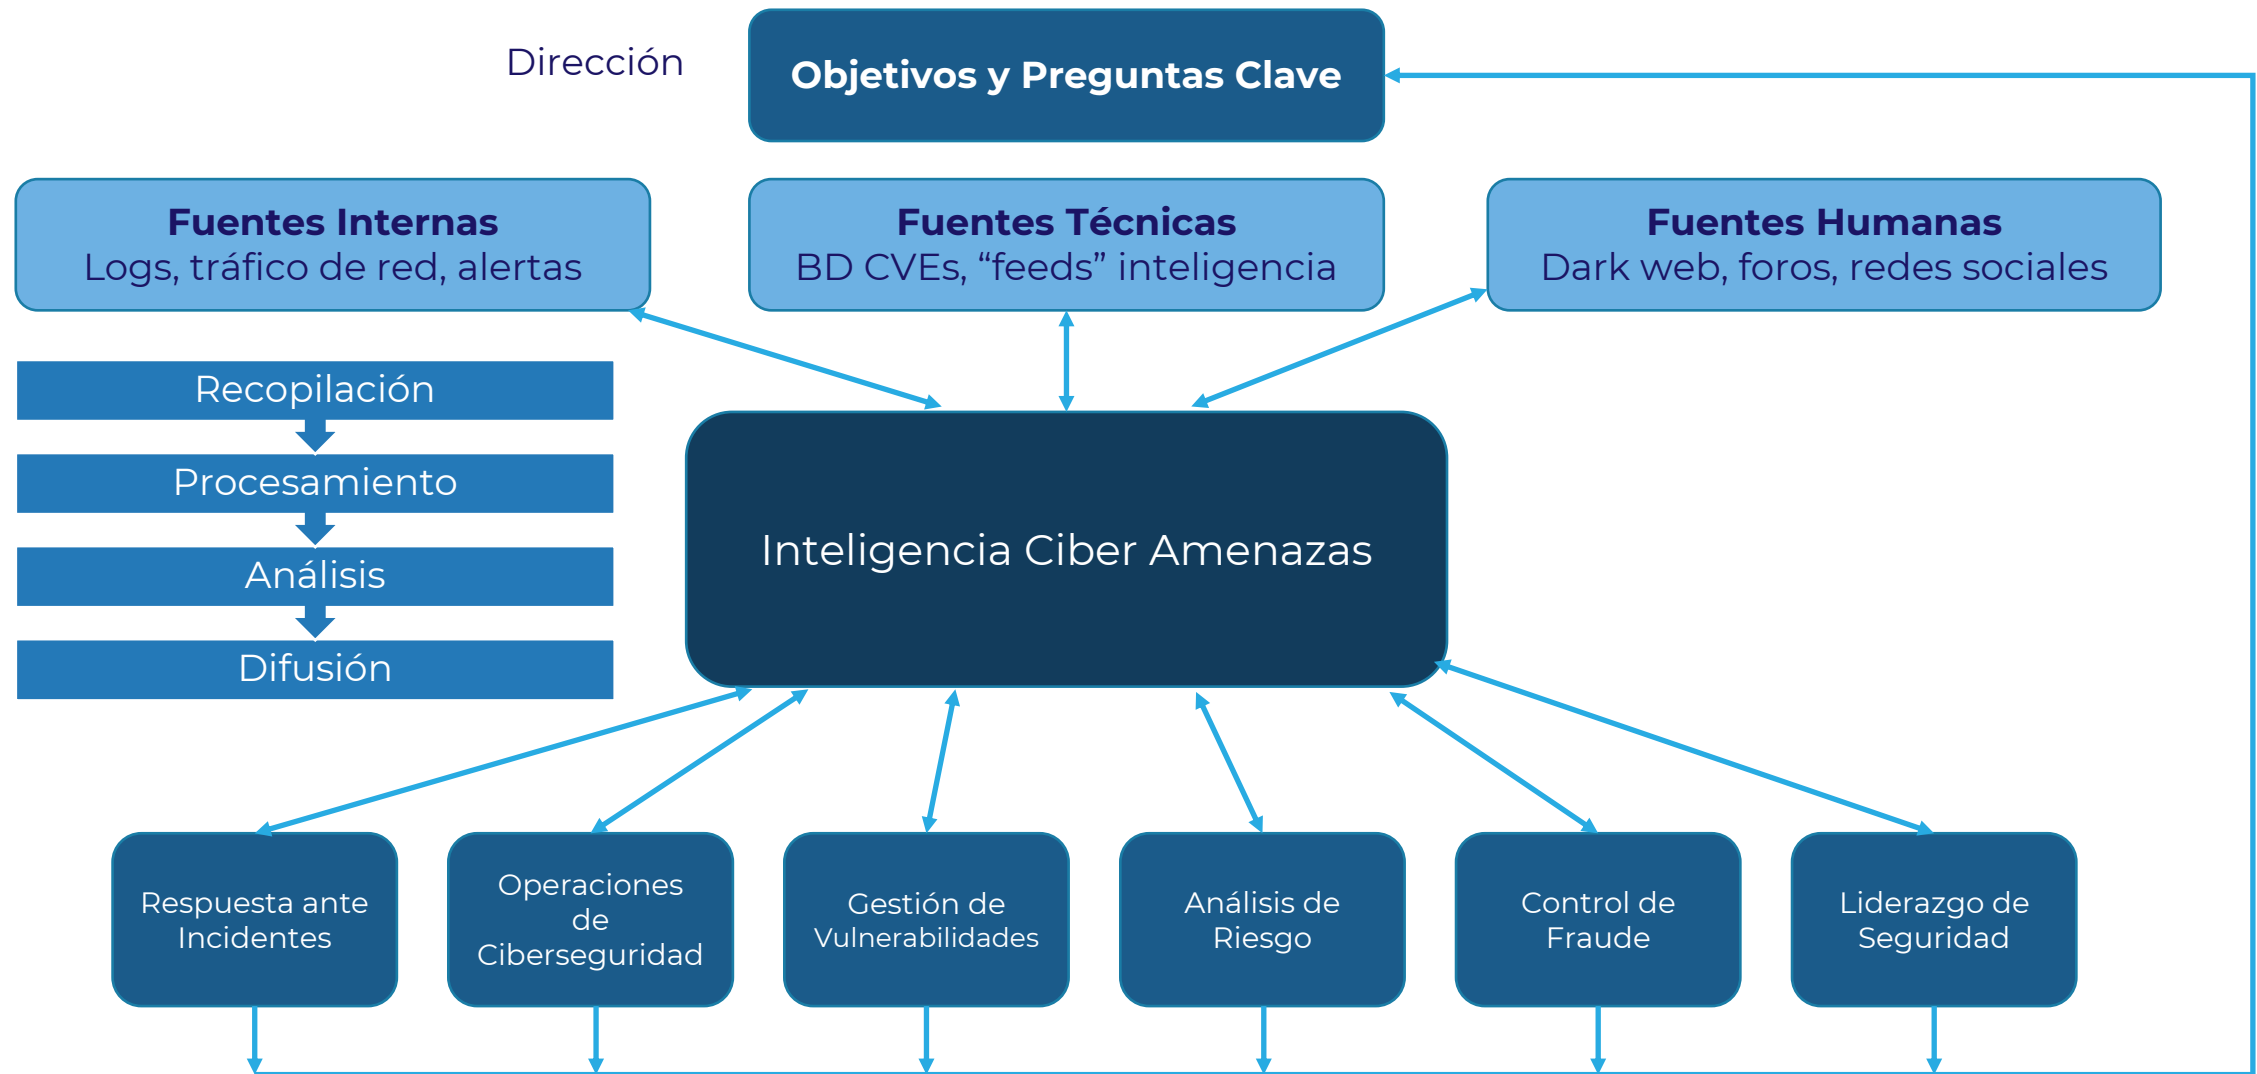 Dirección
Objetivos y Preguntas Clave
Fuentes Internas
Logs, tráfico de red, alertas
Fuentes Técnicas
BD CVEs, “feeds” inteligencia
Fuentes Humanas
Dark web, foros, redes sociales
Recopilación
Procesamiento
Análisis
Difusión
Inteligencia Ciber Amenazas
Respuesta ante
Incidentes
Operaciones
de
Ciberseguridad
Gestión de
Vulnerabilidades
Análisis de
Riesgo
Control de
Fraude
Liderazgo de
Seguridad